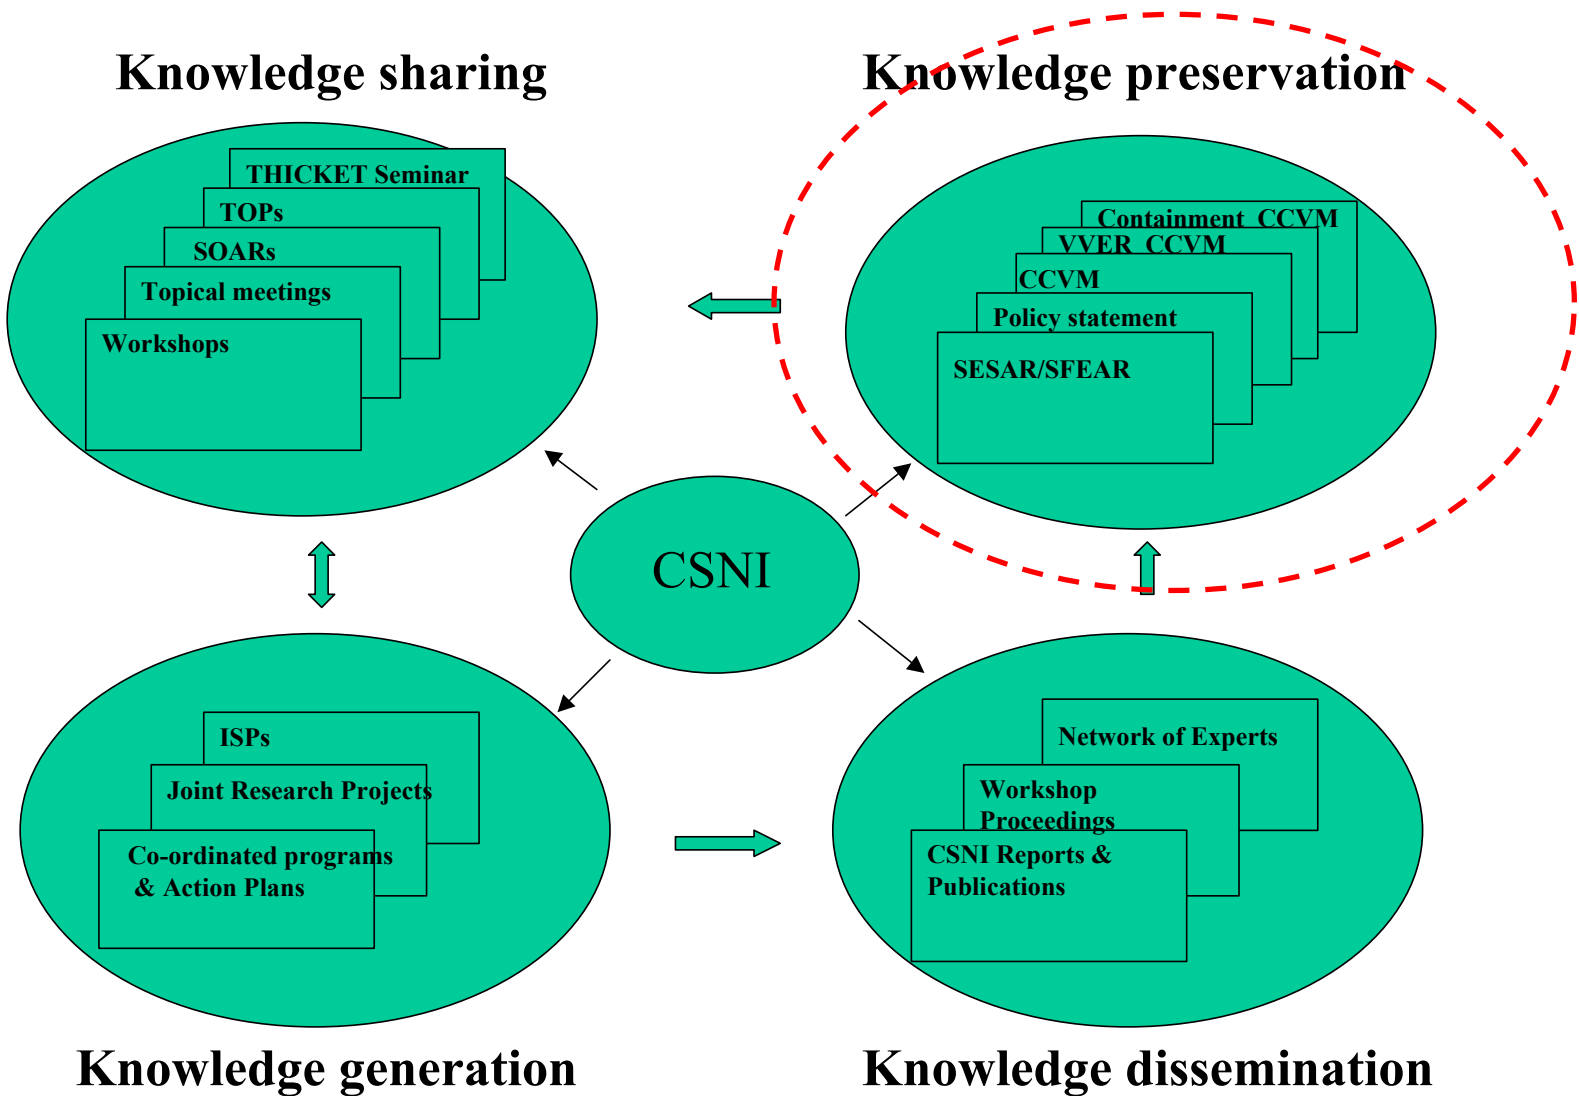 Knowledge sharing
Knowledge preservation
THICKET Seminar
TOPs
SOARs
Topical meetings
Workshops
Containment CCVM
VVER CCVM
CCVM
Policy statement
SESAR/SFEAR
CSNI
ISPs
Joint Research Projects
Co-ordinated programs
& Action Plans
Network of Experts
Workshop
Proceedings
CSNI Reports &
Publications
Knowledge generation
Knowledge dissemination